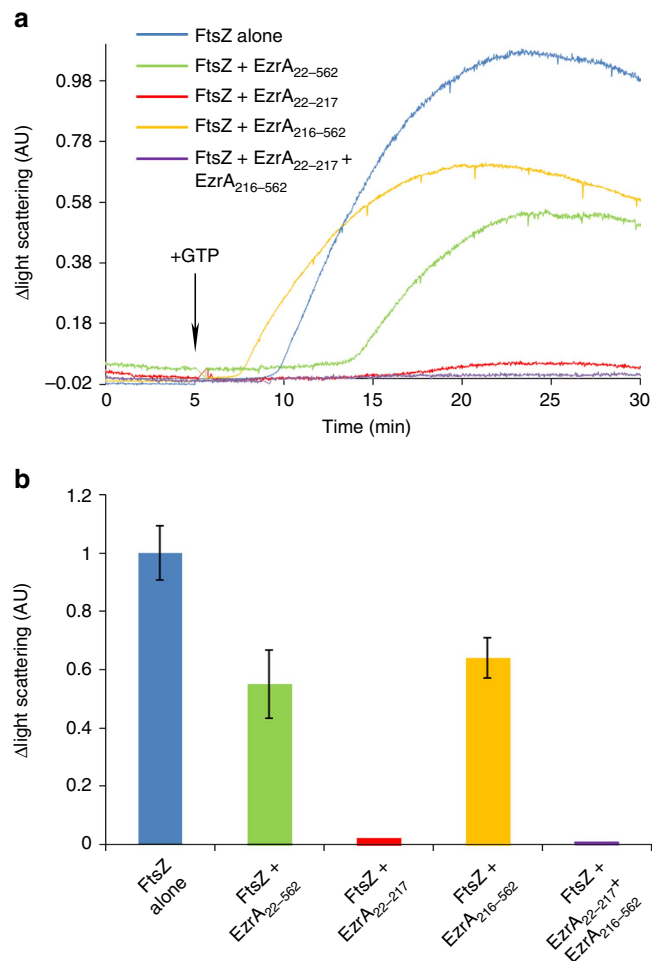 a
FtsZ alone
FtsZ + EzrA22–562
FtsZ + EzrA22–217
FtsZ + EzrA216–562
FtsZ + EzrA22–217 +
EzrA216–562
Δlight scattering (AU)
0.98
0.78
0.58
0.38
0.18
–0.02
+GTP
0 5 10 15 20 25 30
Time (min)
b
Δlight scattering (AU)
1.2
1
0.8
0.6
0.4
0.2
0
FtsZ
alone
FtsZ +
EzrA22–562
FtsZ +
EzrA22–217
FtsZ +
EzrA216–562
FtsZ +
EzrA22–217+
EzrA216–562